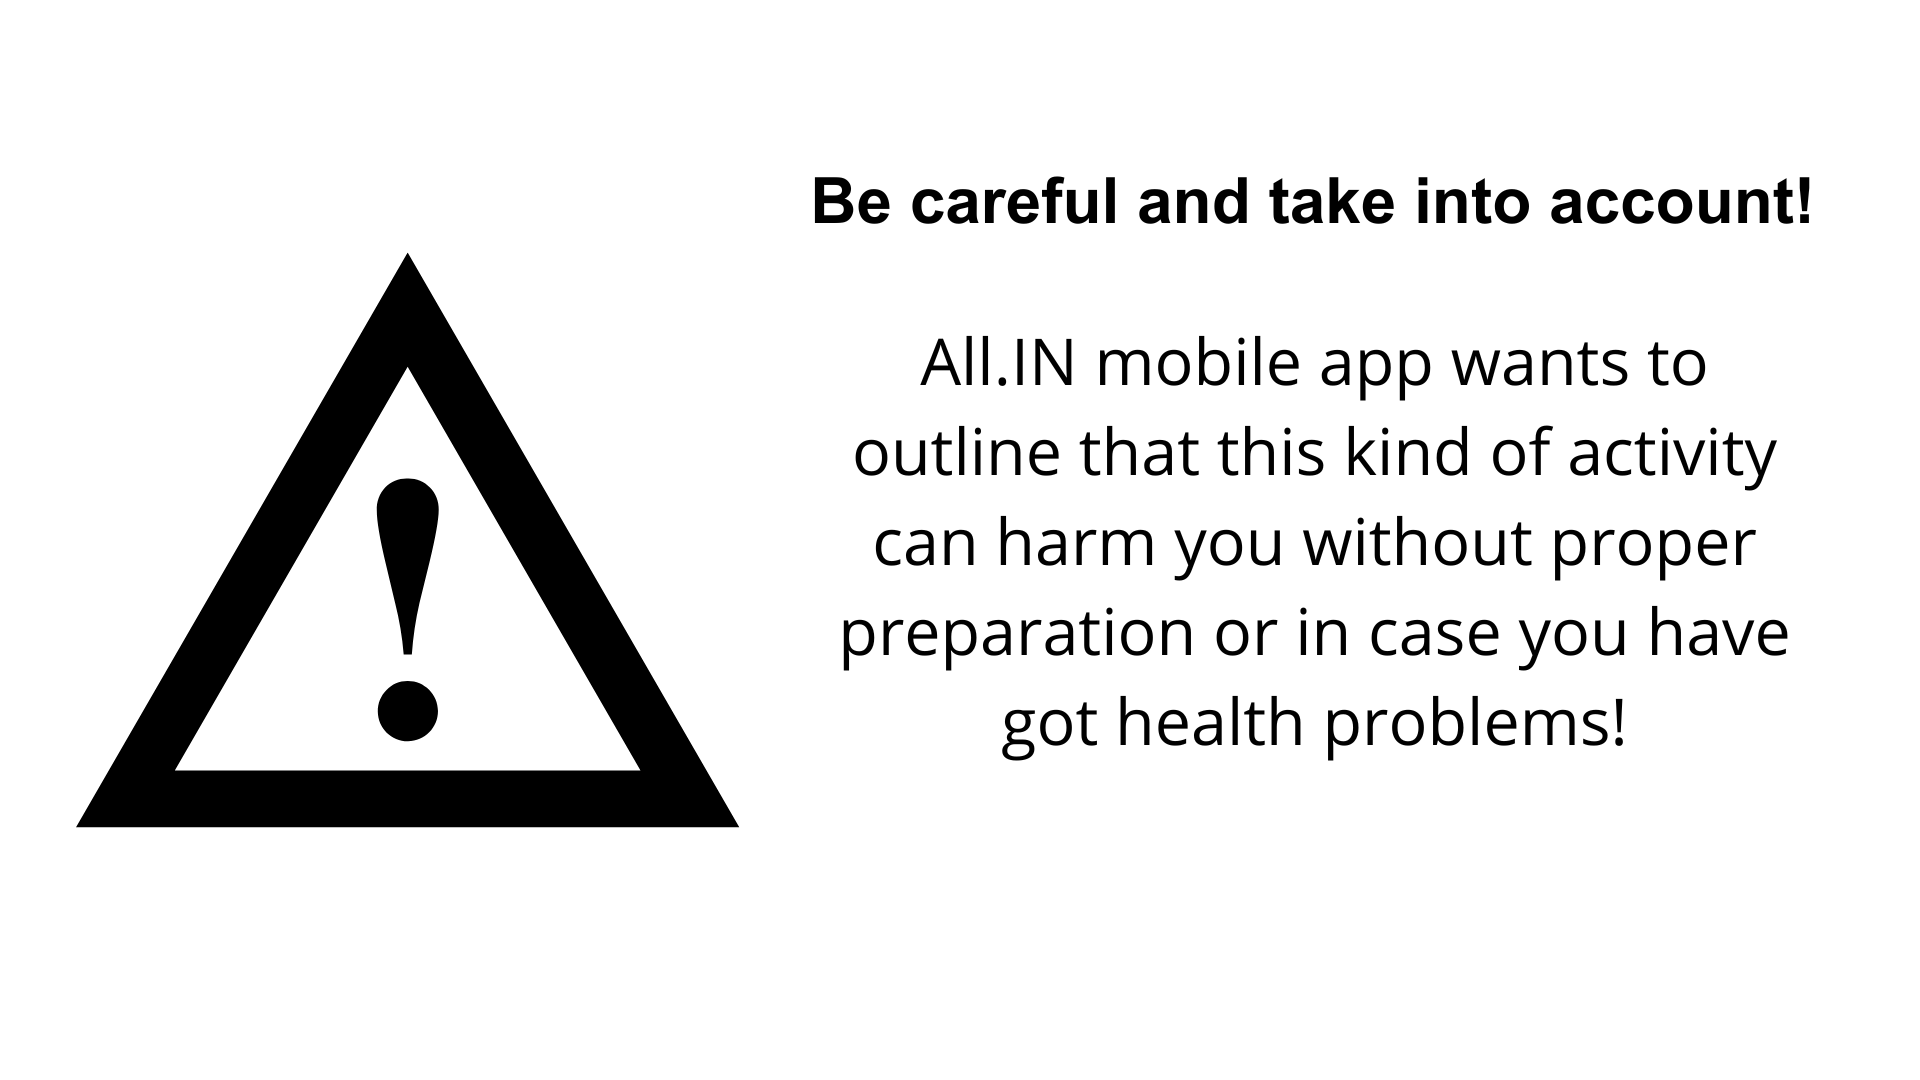 Be careful and take into account!
All.IN mobile app wants to
outline that this kind of activity
can harm you without proper
preparation or in case you have
got health problems!